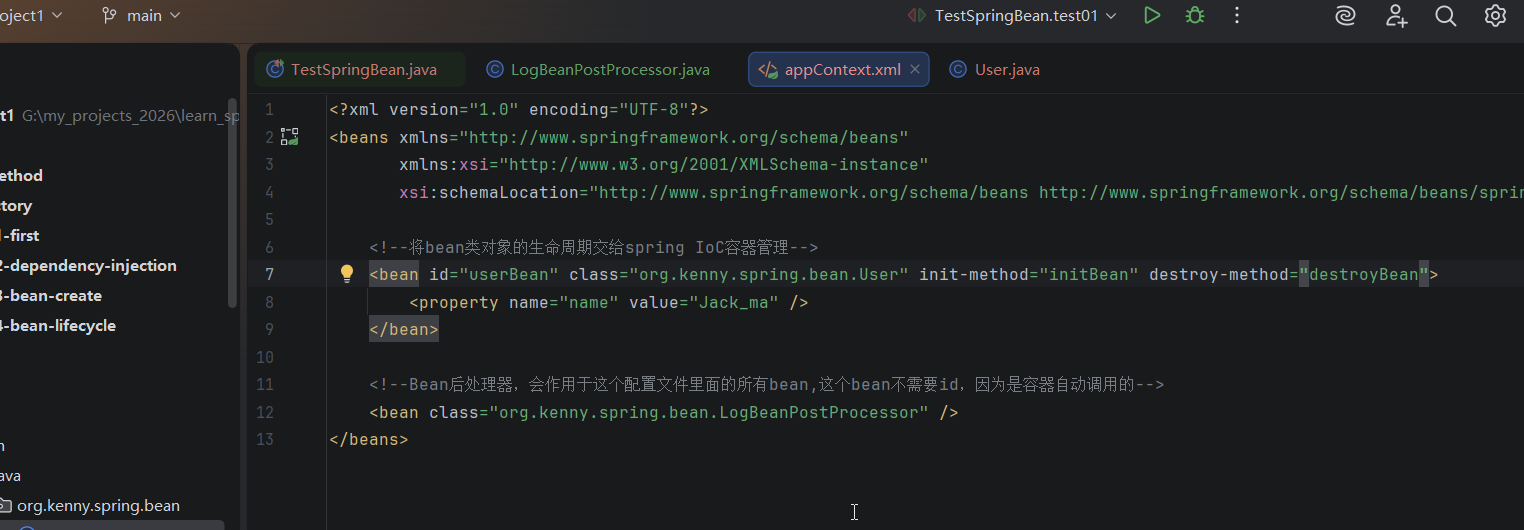 oject1
main
TestSpringBean.test01
TestSpringBean.java
LogBeanPostProcessor.java
appContext.xml
User.java
t1 G:\my_projects_2026\learn_sp
ethod
tory
-first
2-dependency-injection
3-bean-create
4-bean-lifecycle
n
ava
org.kenny.spring.bean
1 <?xml version="1.0" encoding="UTF-8"?>
2 <beans xmlns="http://www.springframework.org/schema/beans"
3 xmlns:xsi="http://www.w3.org/2001/XMLSchema-instance"
4 xsi:schemaLocation="http://www.springframework.org/schema/beans http://www.springframework.org/schema/beans/sprin
5
6 <!--将bean类对象的生命周期交给spring IoC容器管理-->
7 <bean id="userBean" class="org.kenny.spring.bean.User" init-method="initBean" destroy-method="destroyBean">
8 <property name="name" value="Jack_ma" />
9 </bean>
10
11 <!--Bean后处理器，会作用于这个配置文件里面的所有bean,这个bean不需要id，因为是容器自动调用的-->
12 <bean class="org.kenny.spring.bean.LogBeanPostProcessor" />
13 </beans>